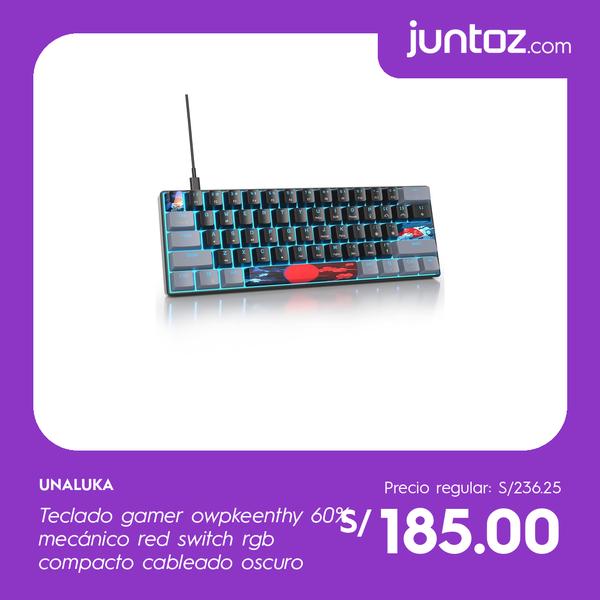 juntoz.com
UNALUKA
Precio regular: S/236.25
Teclado gamer owpkeenthy 60%
mecánico red switch rgb
compacto cableado oscuro
S/185.00